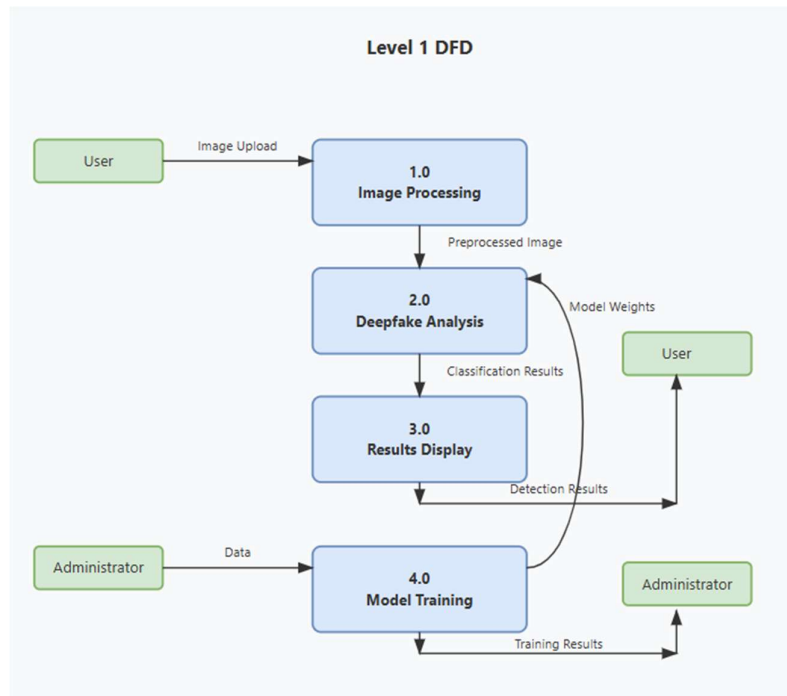 Level 1 DFD
User
Image Upload
1.0
Image Processing
Preprocessed Image
2.0
Deepfake Analysis
Model Weights
User
Classification Results
3.0
Results Display
Detection Results
Administrator
Data
4.0
Model Training
Administrator
Training Results